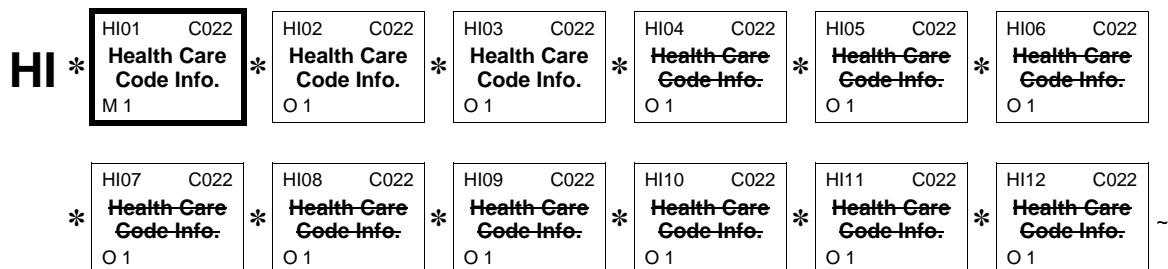 HI01 C022 HI02 C022 HI03 C022 HI04 C022 HI05 C022 HI06 C022
HI * Health Care * Health Care * Health Care * Health Care * Health Care * Health Care
Code Info. Code Info. Code Info. Code Info. Code Info. Code Info.
M 1 O 1 O 1 O 1 O 1 O 1
HI07 C022 HI08 C022 HI09 C022 HI10 C022 HI11 C022 HI12 C022
* Health Care * Health Care * Health Care * Health Care * Health Care * Health Care ~
Code Info. Code Info. Code Info. Code Info. Code Info. Code Info.
O 1 O 1 O 1 O 1 O 1 O 1